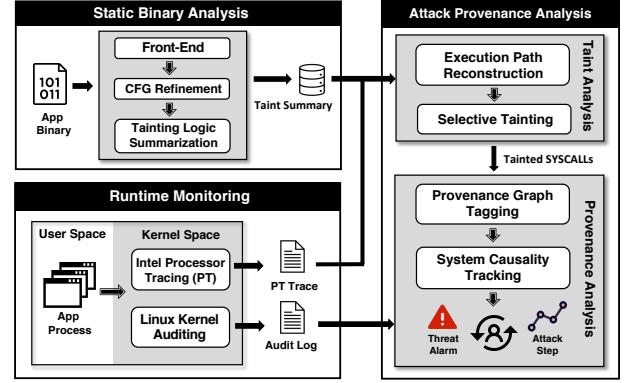 Static Binary Analysis
101
011
App
Binary
Front-End
CFG Refinement
Tainting Logic
Summarization
Taint Summary
Runtime Monitoring
User Space
Kernel Space
App
Process
Intel Processor
Tracing (PT)
Linux Kernel
Auditing
PT Trace
Audit Log
Attack Provenance Analysis
Execution Path
Reconstruction
Selective Tainting
Taint Analysis
Tainted SYSCALLs
Provenance Graph
Tagging
System Causality
Tracking
Threat
Alarm
Attack
Step
Provenance Analysis